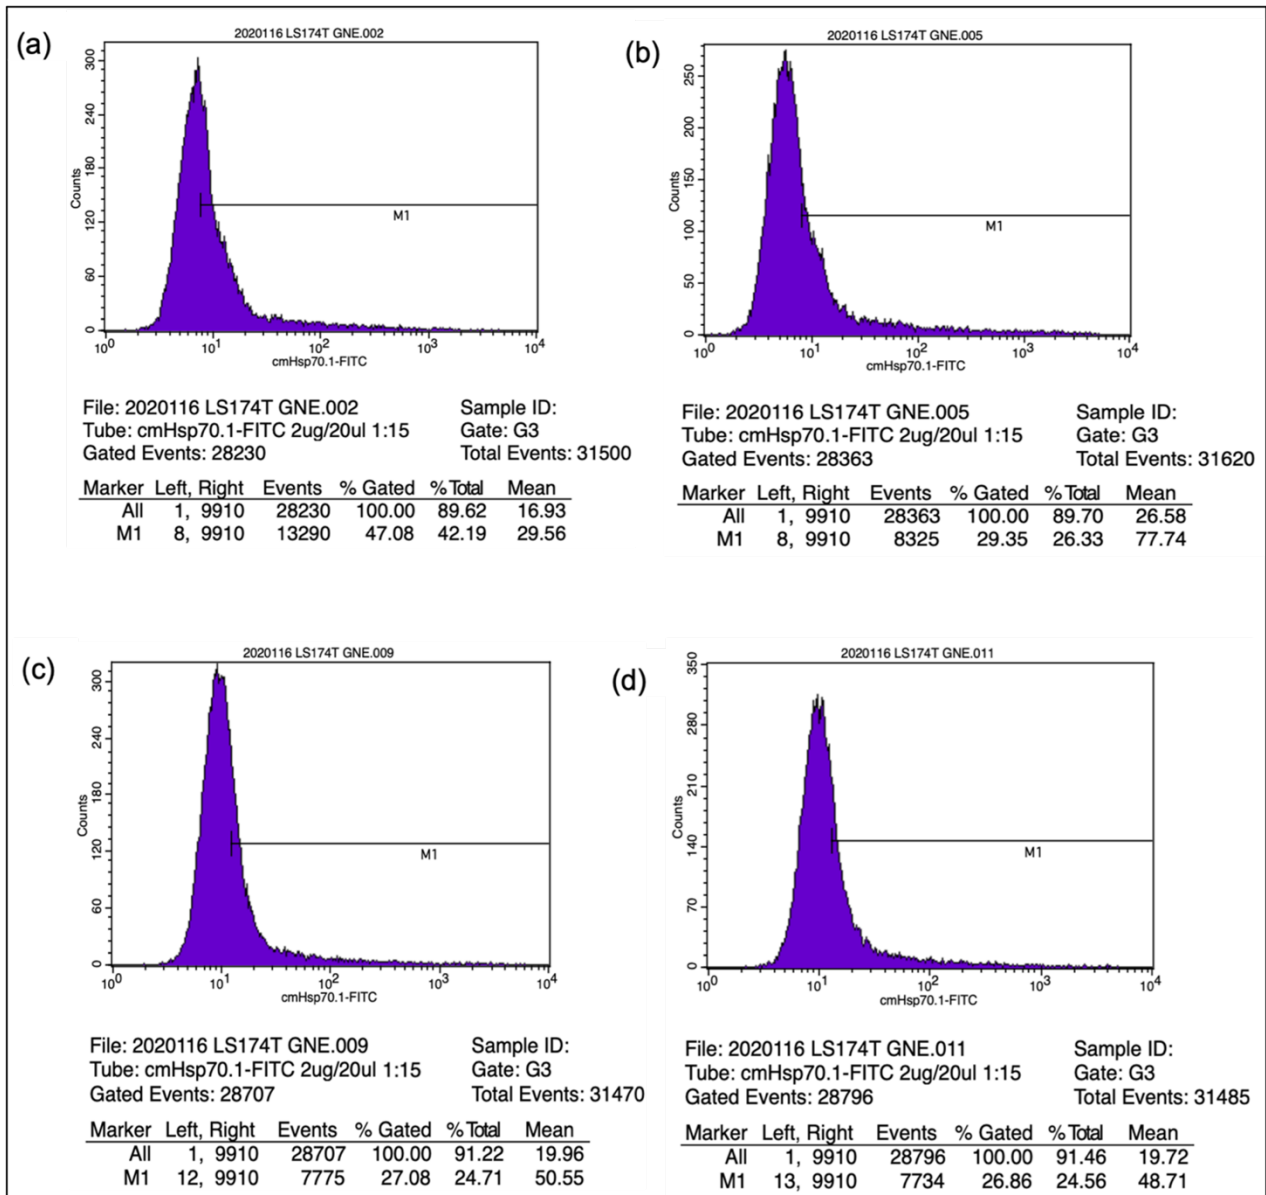 (a)
2020116 LS174T GNE.002
300
240
180
120
60
0
Counts
M1
10^0 10^1 10^2 10^3 10^4
cmHsp70.1-FITC
File: 2020116 LS174T GNE.002 Sample ID:
Tube: cmHsp70.1-FITC 2ug/20ul 1:15 Gate: G3
Gated Events: 28230 Total Events: 31500
Marker Left, Right Events % Gated % Total Mean
All 1, 9910 28230 100.00 89.62 16.93
M1 8, 9910 13290 47.08 42.19 29.56
(b)
2020116 LS174T GNE.005
250
200
150
100
50
0
Counts
M1
10^0 10^1 10^2 10^3 10^4
cmHsp70.1-FITC
File: 2020116 LS174T GNE.005 Sample ID:
Tube: cmHsp70.1-FITC 2ug/20ul 1:15 Gate: G3
Gated Events: 28363 Total Events: 31620
Marker Left, Right Events % Gated % Total Mean
All 1, 9910 28363 100.00 89.70 26.58
M1 8, 9910 8325 29.35 26.33 77.74
(c)
2020116 LS174T GNE.009
300
240
180
120
60
0
Counts
M1
10^0 10^1 10^2 10^3 10^4
cmHsp70.1-FITC
File: 2020116 LS174T GNE.009 Sample ID:
Tube: cmHsp70.1-FITC 2ug/20ul 1:15 Gate: G3
Gated Events: 28707 Total Events: 31470
Marker Left, Right Events % Gated % Total Mean
All 1, 9910 28707 100.00 91.22 19.96
M1 12, 9910 7775 27.08 24.71 50.55
(d)
2020116 LS174T GNE.011
350
280
210
140
70
0
Counts
M1
10^0 10^1 10^2 10^3 10^4
cmHsp70.1-FITC
File: 2020116 LS174T GNE.011 Sample ID:
Tube: cmHsp70.1-FITC 2ug/20ul 1:15 Gate: G3
Gated Events: 28796 Total Events: 31485
Marker Left, Right Events % Gated % Total Mean
All 1, 9910 28796 100.00 91.46 19.72
M1 13, 9910 7734 26.86 24.56 48.71